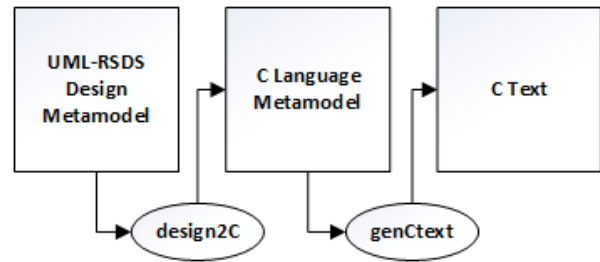 UML-RSDS
Design
Metamodel
C Language
Metamodel
C Text
design2C
genCtext